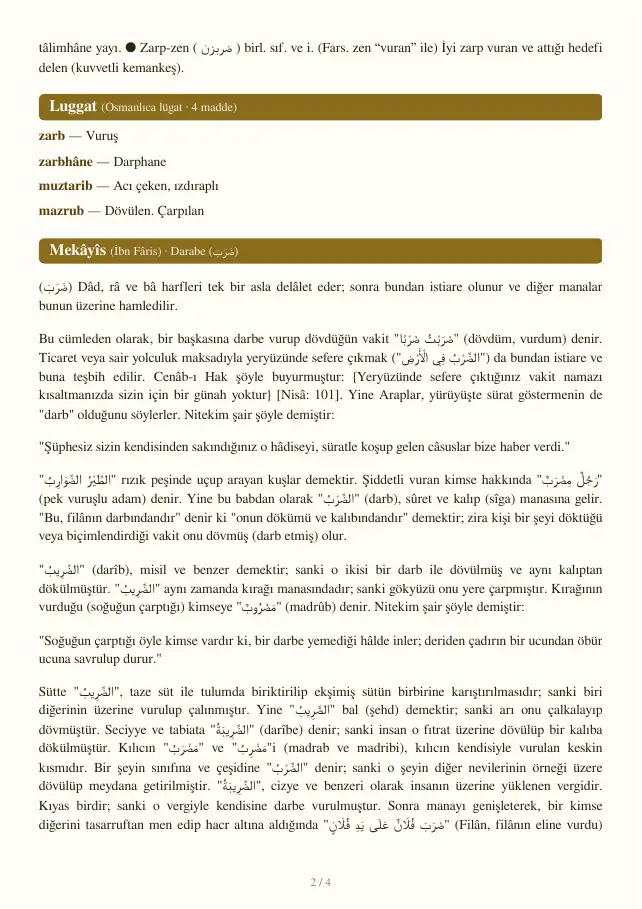 tâlimhâne yayı. ● Zarp-zen ( ضربزن ) birl. sıf. ve i. (Fars. zen “vuran” ile) İyi zarp vuran ve attığı hedefi
delen (kuvvetli kemankeş).
Luggat (Osmanlıca lügat · 4 madde)
zarb — Vuruş
zarbhâne — Darphane
muztarib — Acı çeken, ızdıraplı
mazrub — Dövülen. Çarpılan
Mekâyîs (İbn Fâris) · Darabe (ضَرَبَ)
(ضَرَبَ) Dâd, râ ve bâ harfleri tek bir asla delâlet eder; sonra bundan istiare olunur ve diğer manalar
bunun üzerine hamledilir.
Bu cümleden olarak, bir başkasına darbe vurup dövdüğün vakit "ضَرَبْتُ ضَرْبًا" (dövdüm, vurdum) denir.
Ticaret veya sair yolculuk maksadıyla yeryüzünde sefere çıkmak ("الضَّرْبُ فِي الْأَرْضِ") da bundan istiare ve
buna teşbih edilir. Cenâb-ı Hak şöyle buyurmuştur: {Yeryüzünde sefere çıktığınız vakit namazı
kısaltmanızda sizin için bir günah yoktur} [Nisâ: 101]. Yine Araplar, yürüyüşte sürat göstermenin de
"darb" olduğunu söylerler. Nitekim şair şöyle demiştir:
"Şüphesiz sizin kendisinden sakındığınız o hâdiseyi, süratle koşup gelen câsuslar bize haber verdi."
"الطَّيْرُ الضَّوَارِبُ" rızık peşinde uçup arayan kuşlar demektir. Şiddetli vuran kimse hakkında "رَجُلٌ مِضْرَبٌ"
(pek vuruşlu adam) denir. Yine bu babdan olarak "الضَّرْبُ" (darb), sûret ve kalıp (sîga) manasına gelir.
"Bu, filânın darbındandır" denir ki "onun dökümü ve kalıbındandır" demektir; zira kişi bir şeyi döktüğü
veya biçimlendirdiği vakit onu dövmüş (darb etmiş) olur.
"الضَّرِيبُ" (darîb), misil ve benzer demektir; sanki o ikisi bir darb ile dövülmüş ve aynı kalıptan
dökülmüştür. "الضَّرِيبُ" aynı zamanda kırağı manasındadır; sanki gökyüzü onu yere çarpmıştır. Kırağının
vurduğu (soğuğun çarptığı) kimseye "مَضْرُوبٌ" (madrûb) denir. Nitekim şair şöyle demiştir:
"Soğuğun çarptığı öyle kimse vardır ki, bir darbe yemediği hâlde inler; deriden çadırın bir ucundan öbür
ucuna savrulup durur."
Sütte "الضَّرِيبُ", taze süt ile tulumda biriktirilip ekşimiş sütün birbirine karıştırılmasıdır; sanki biri
diğerinin üzerine vurulup çalınmıştır. Yine "الضَّرِيبُ" bal (şehd) demektir; sanki arı onu çalkalayıp
dövmüştür. Seciyye ve tabiata "الضَّرِيبَةُ" (darîbe) denir; sanki insan o fıtrat üzerine dövülüp bir kalıba
dökülmüştür. Kılıcın "مَضْرَبُ" ve "مَضْرِبُ"i (madrab ve madribi), kılıcın kendisiyle vurulan keskin
kısmıdır. Bir şeyin sınıfına ve çeşidine "الضَّرْبُ" denir; sanki o şeyin diğer nevilerinin örneği üzere
dövülüp meydana getirilmiştir. "الضَّرِيبَةُ", cizye ve benzeri olarak insanın üzerine yüklenen vergidir.
Kıyas birdir; sanki o vergiyle kendisine darbe vurulmuştur. Sonra manayı genişleterek, bir kimse
diğerini tasarruftan men edip hacr altına aldığında "ضَرَبَ فُلَانٌ عَلَى يَدِ فُلَانٍ" (Filân, filânın eline vurdu)
2 / 4